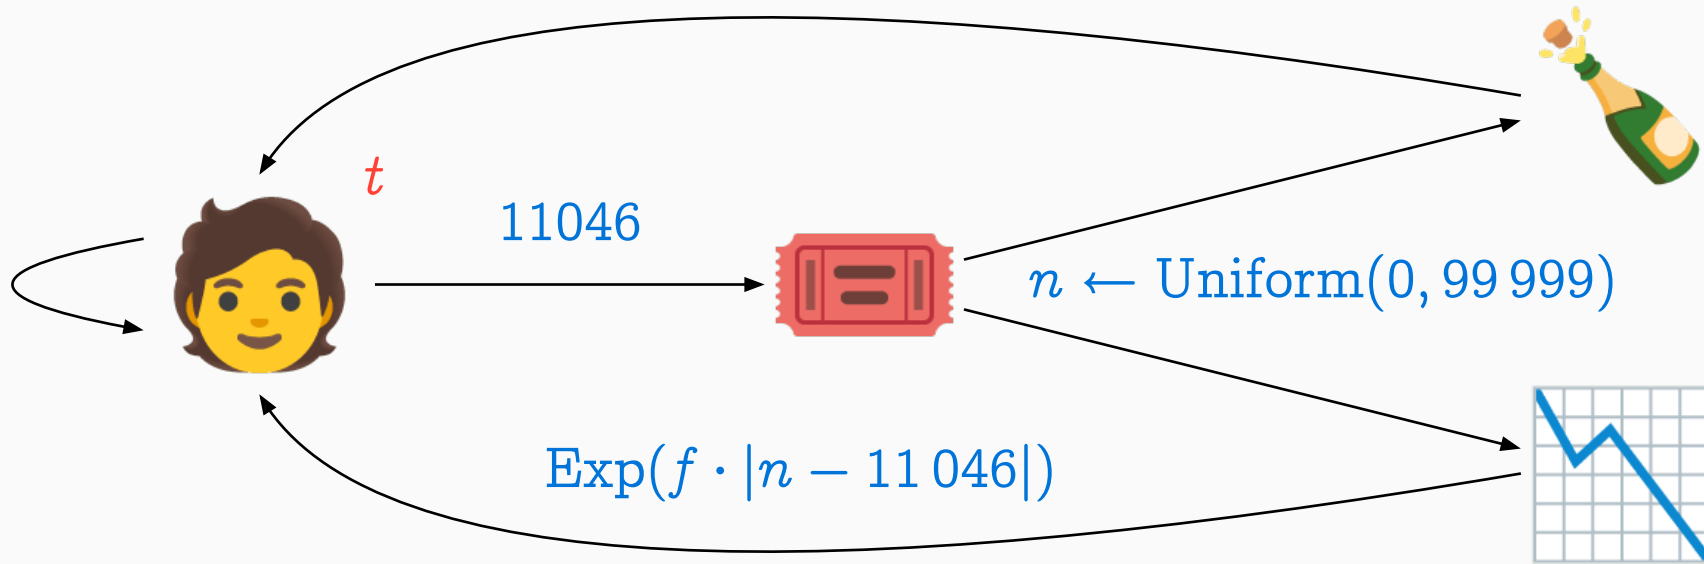 t
11046
n ← Uniform(0, 99 999)
Exp(f · |n − 11 046|)